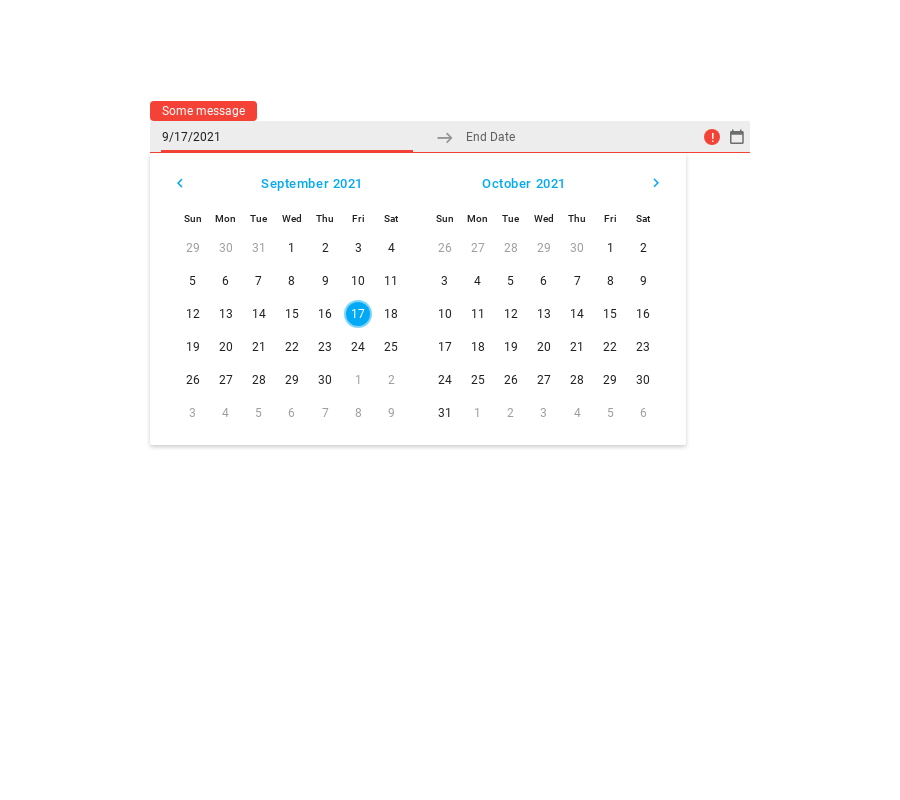 Some message
9/17/2021 End Date
September 2021 October 2021
Sun Mon Tue Wed Thu Fri Sat Sun Mon Tue Wed Thu Fri Sat
29 30 31 1 2 3 4 26 27 28 29 30 1 2
5 6 7 8 9 10 11 3 4 5 6 7 8 9
12 13 14 15 16 17 18 10 11 12 13 14 15 16
19 20 21 22 23 24 25 17 18 19 20 21 22 23
26 27 28 29 30 1 2 24 25 26 27 28 29 30
3 4 5 6 7 8 9 31 1 2 3 4 5 6